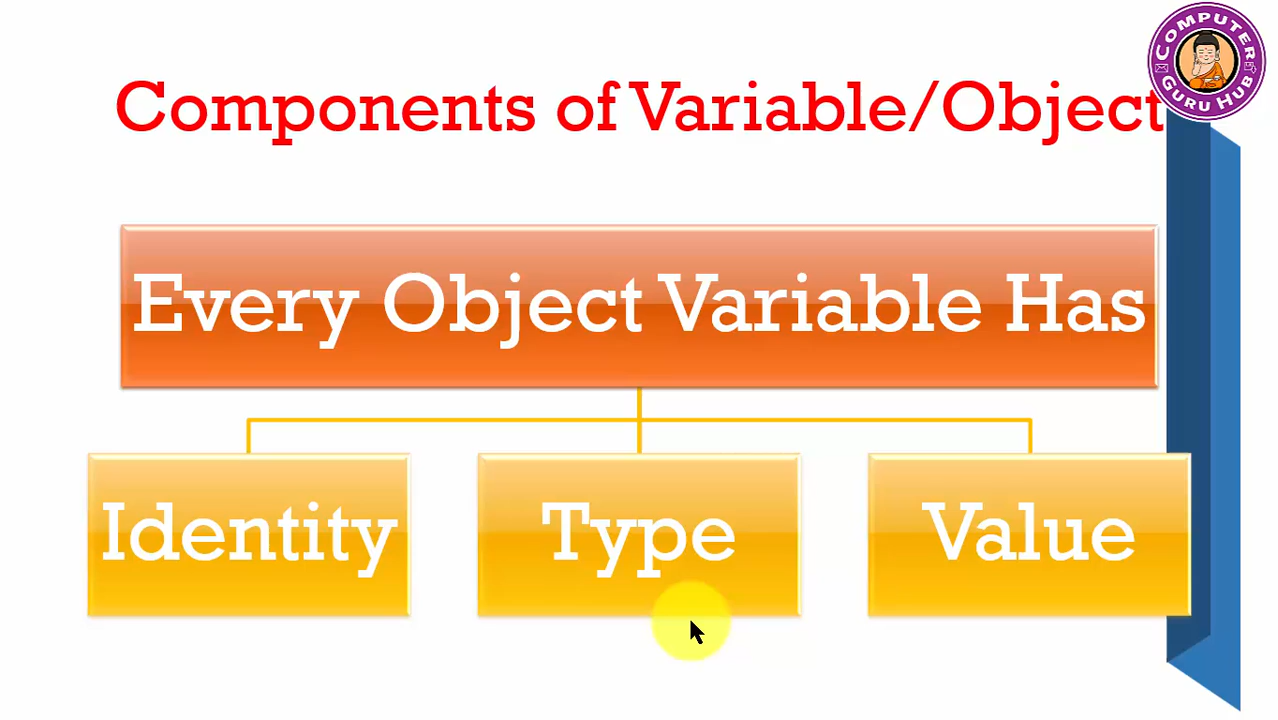 COMPUTER
GURU HUB
Components of Variable/Object
Every Object Variable Has
Identity
Type
Value